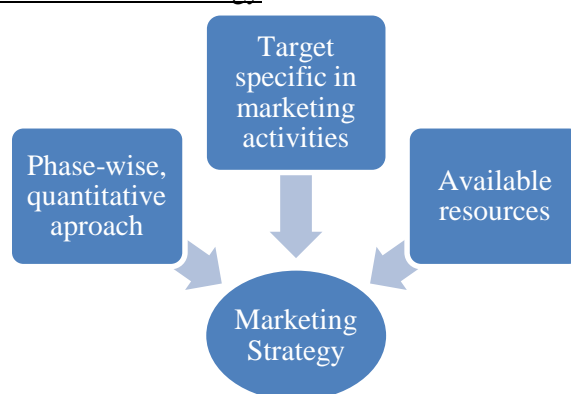 Target
specific in
marketing
activities
Phase-wise,
quantitative
aproach
Available
resources
Marketing
Strategy